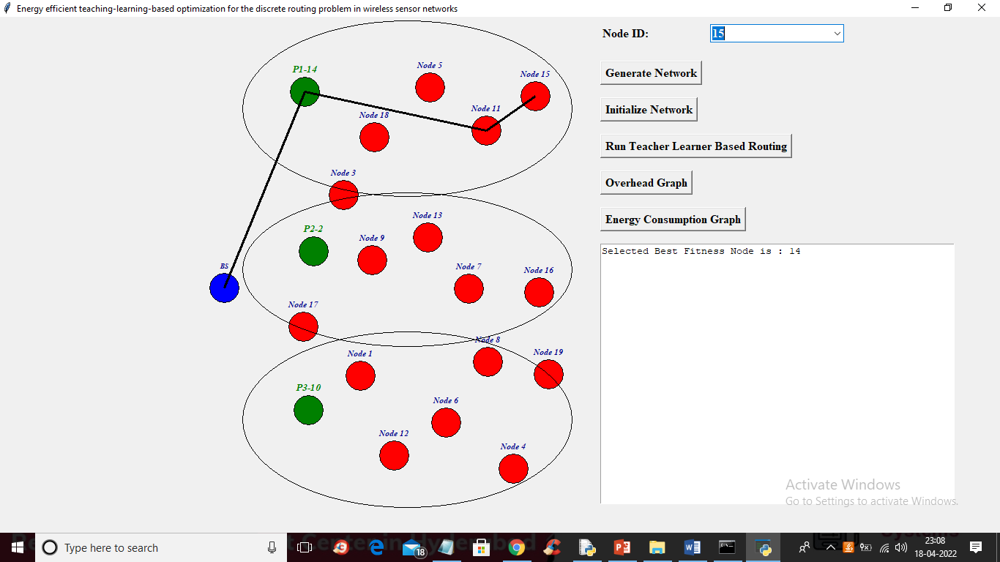 Energy efficient teaching-learning-based optimization for the discrete routing problem in wireless sensor networks
Node ID:
15
Generate Network
Initialize Network
Run Teacher Learner Based Routing
Overhead Graph
Energy Consumption Graph
Selected Best Fitness Node is : 14
P1-14
Node 5
Node 15
Node 18
Node 11
Node 3
P2-2
Node 13
Node 9
BS
Node 7
Node 16
Node 17
Node 8
Node 1
Node 19
P3-10
Node 6
Node 12
Node 4
Activate Windows
Go to Settings to activate Windows.
Type here to search
18
23:08
18-04-2022